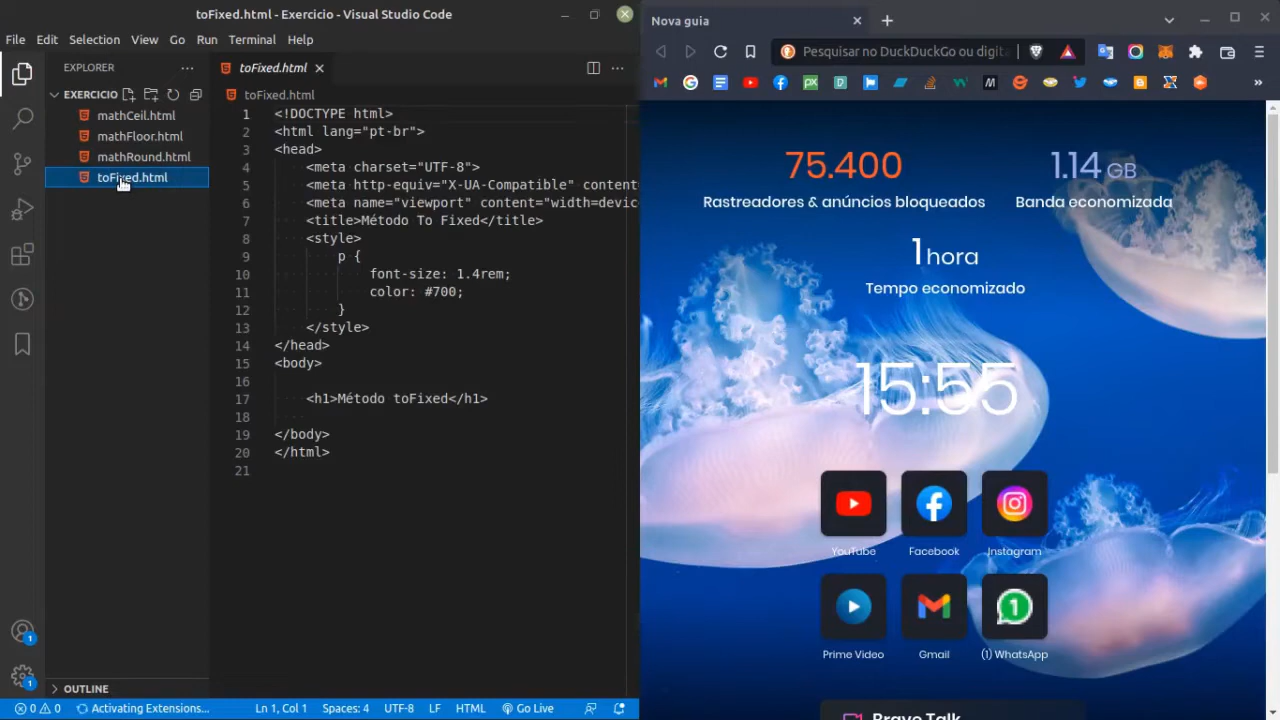 toFixed.html - Exercicio - Visual Studio Code
File Edit Selection View Go Run Terminal Help
EXPLORER
EXERCICIO
mathCeil.html
mathFloor.html
mathRound.html
toFixed.html
toFixed.html
toFixed.html
1 <!DOCTYPE html>
2 <html lang="pt-br">
3 <head>
4 <meta charset="UTF-8">
5 <meta http-equiv="X-UA-Compatible" content
6 <meta name="viewport" content="width=devic
7 <title>Método To Fixed</title>
8 <style>
9 p {
10 font-size: 1.4rem;
11 color: #700;
12 }
13 </style>
14 </head>
15 <body>
16
17 <h1>Método toFixed</h1>
18
19 </body>
20 </html>
21
OUTLINE
0 0 Activating Extensions... Ln 1, Col 1 Spaces: 4 UTF-8 LF HTML Go Live
1
1
Nova guia
Pesquisar no DuckDuckGo ou digita
75.400
Rastreadores & anúncios bloqueados
1.14 GB
Banda economizada
1 hora
Tempo economizado
15:55
YouTube Facebook Instagram
Prime Video Gmail (1) WhatsApp
Brave Talk